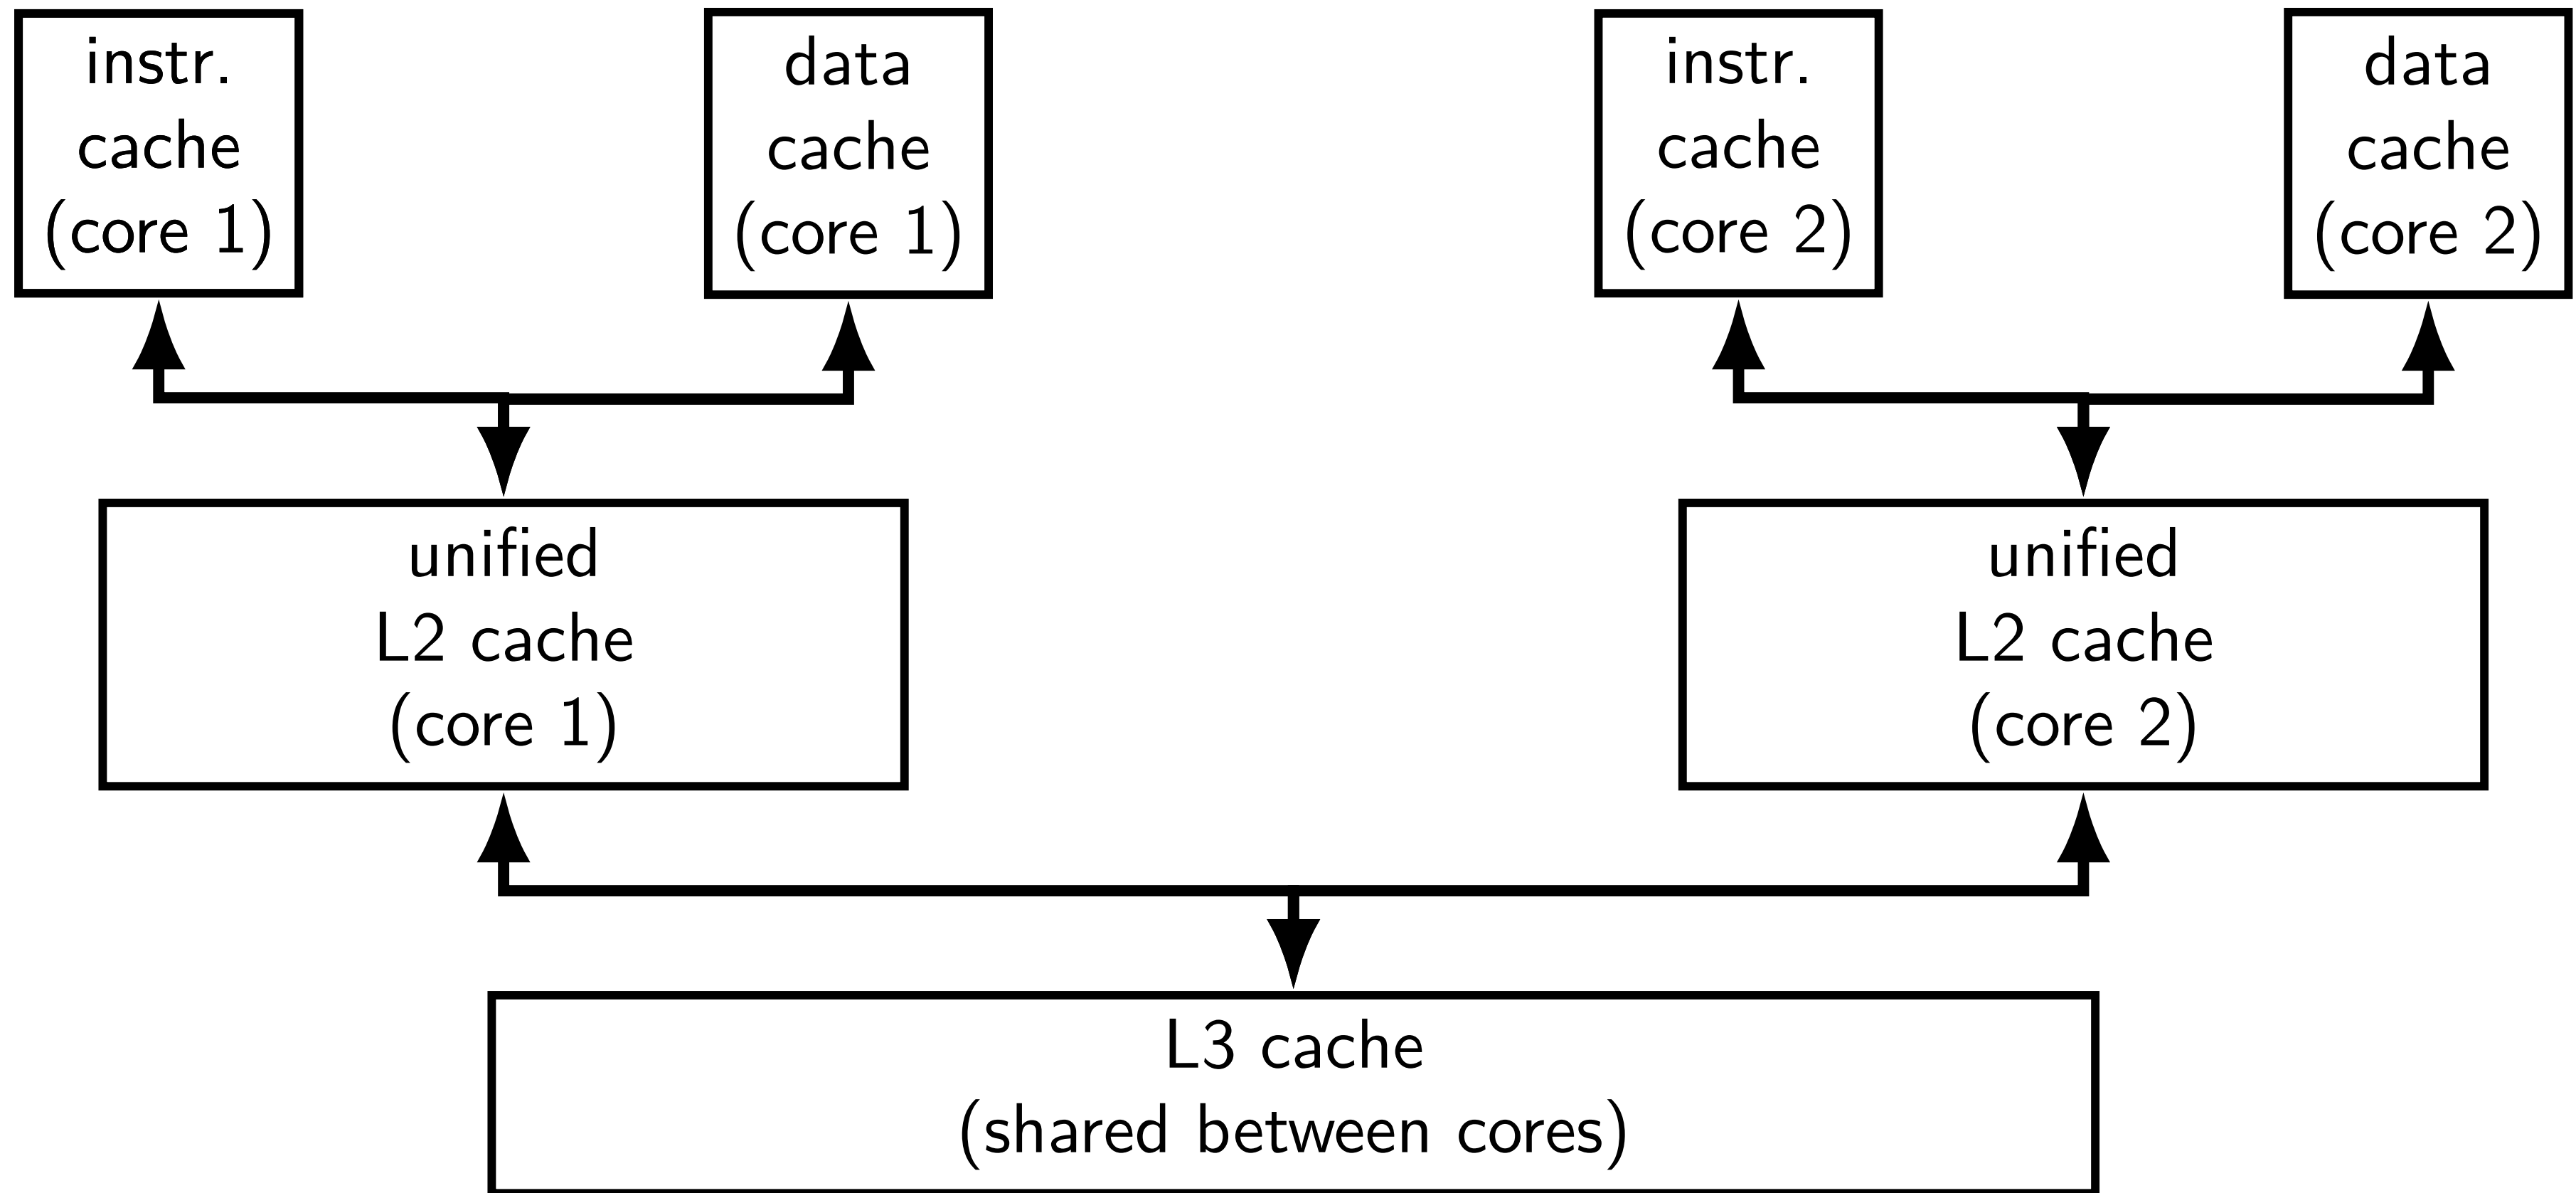 instr.
cache
(core 1)
data
cache
(core 1)
instr.
cache
(core 2)
data
cache
(core 2)
unified
L2 cache
(core 1)
unified
L2 cache
(core 2)
L3 cache
(shared between cores)